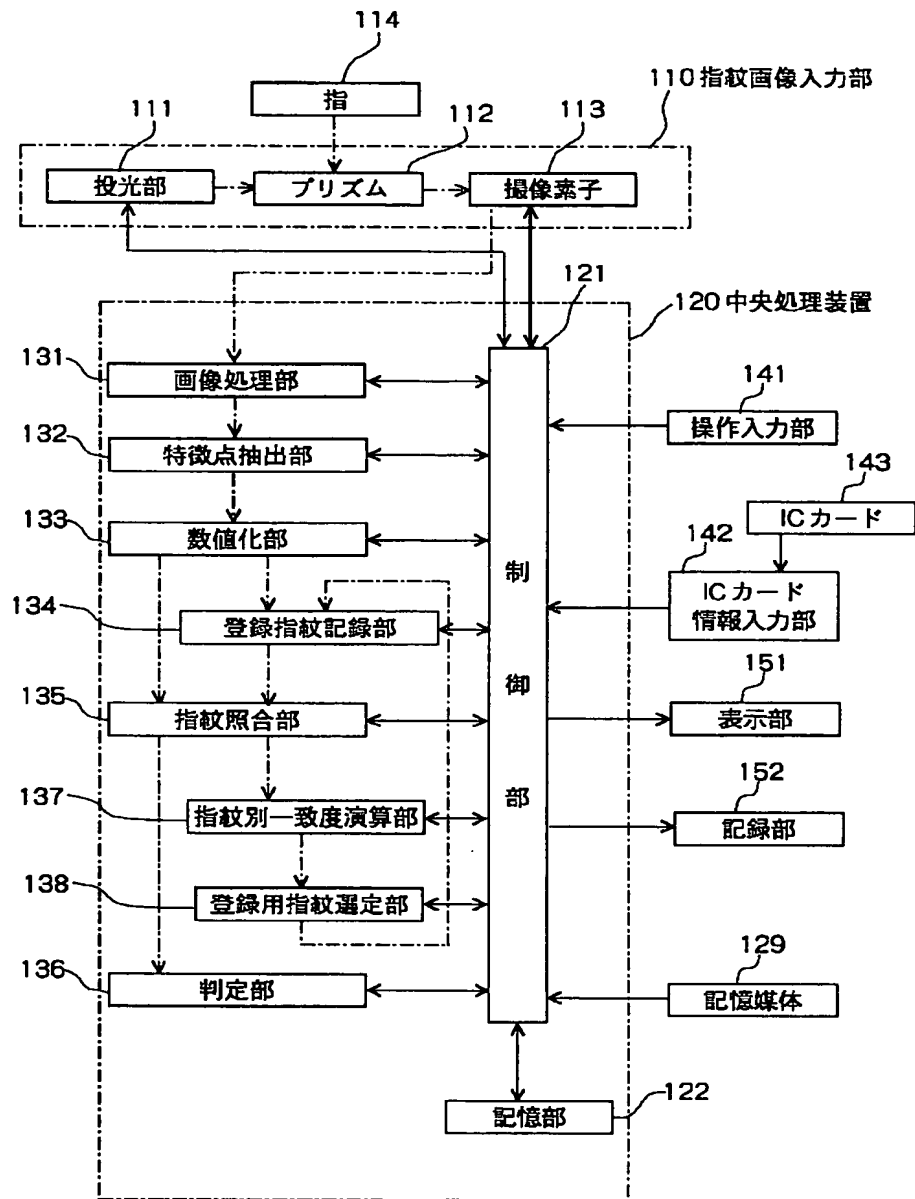 114
110 指紋画像入力部
指
111
112
113
投光部
プリズム
撮像素子
121
120 中央処理装置
131
画像処理部
141
操作入力部
132
特徴点抽出部
143
ICカード
133
数値化部
142
ICカード
情報入力部
134
登録指紋記録部
制
御
部
151
表示部
135
指紋照合部
152
記録部
137
指紋別一致度演算部
138
登録用指紋選定部
129
記憶媒体
136
判定部
記憶部
122